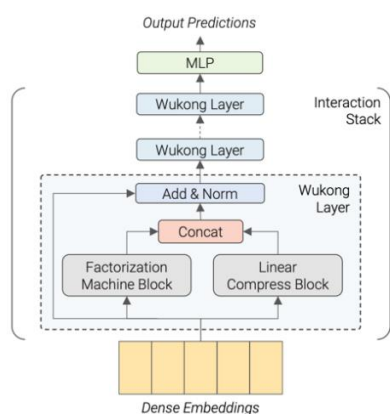 Output Predictions
MLP
Wukong Layer
Interaction
Stack
Wukong Layer
Add & Norm
Wukong
Layer
Concat
Factorization
Machine Block
Linear
Compress Block
Dense Embeddings